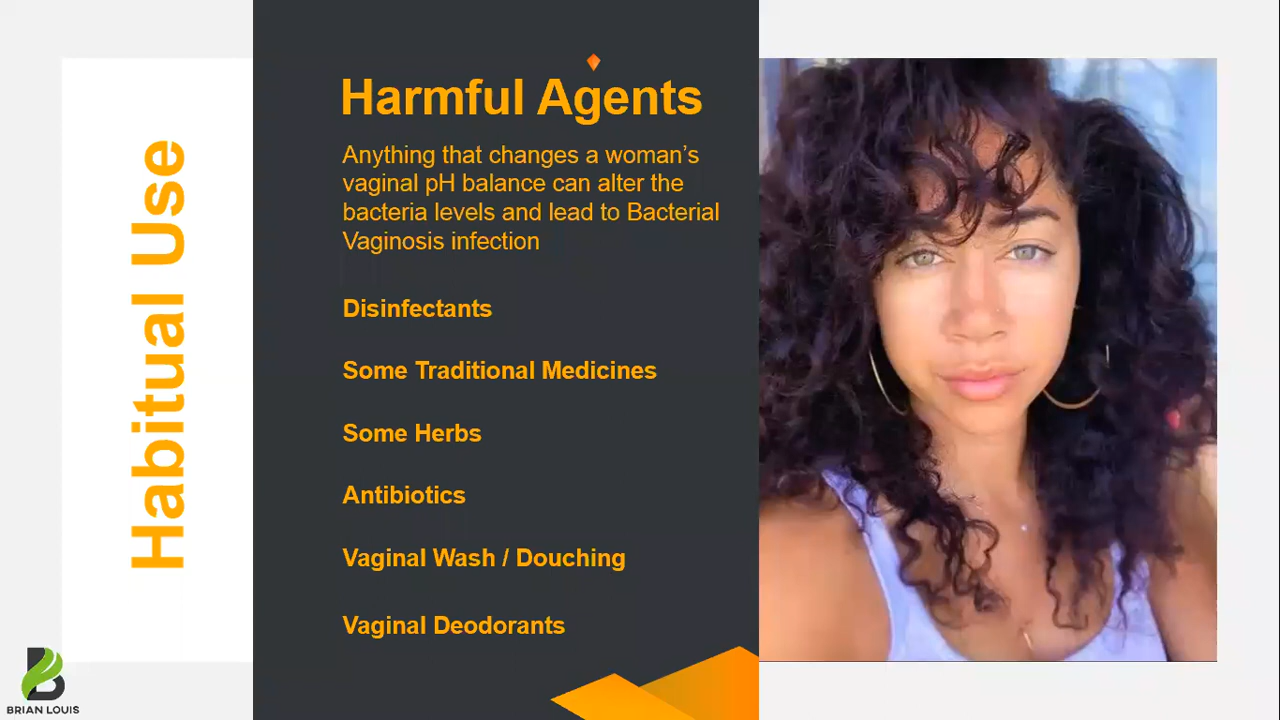 Habitual Use
Harmful Agents
Anything that changes a woman’s
vaginal pH balance can alter the
bacteria levels and lead to Bacterial
Vaginosis infection
Disinfectants
Some Traditional Medicines
Some Herbs
Antibiotics
Vaginal Wash / Douching
Vaginal Deodorants
BRIAN LOUIS